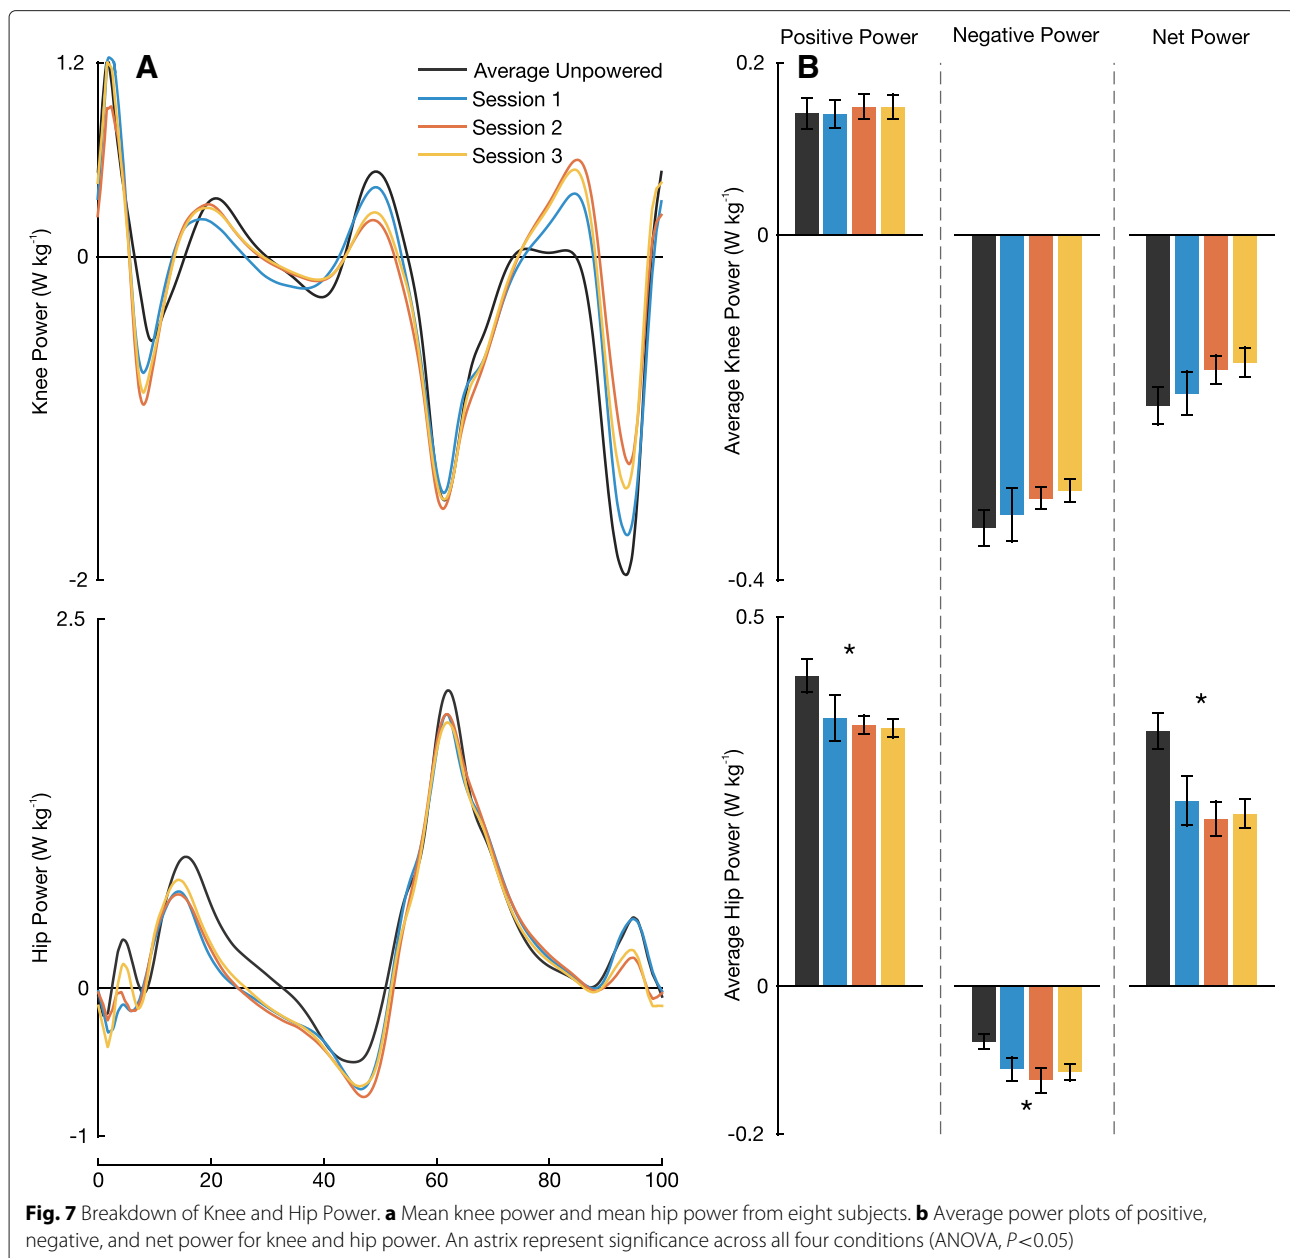 Positive Power
Negative Power
Net Power
1.2
A
Average Unpowered
Session 1
Session 2
Session 3
0
-2
Knee Power (W kg-1)
B
0.2
0
-0.4
Average Knee Power (W kg-1)
2.5
0
-1
Hip Power (W kg-1)
0 20 40 60 80 100
0.5
0
-0.2
Average Hip Power (W kg-1)
*
*
*
Fig. 7 Breakdown of Knee and Hip Power. a Mean knee power and mean hip power from eight subjects. b Average power plots of positive,
negative, and net power for knee and hip power. An astrix represent significance across all four conditions (ANOVA, P<0.05)